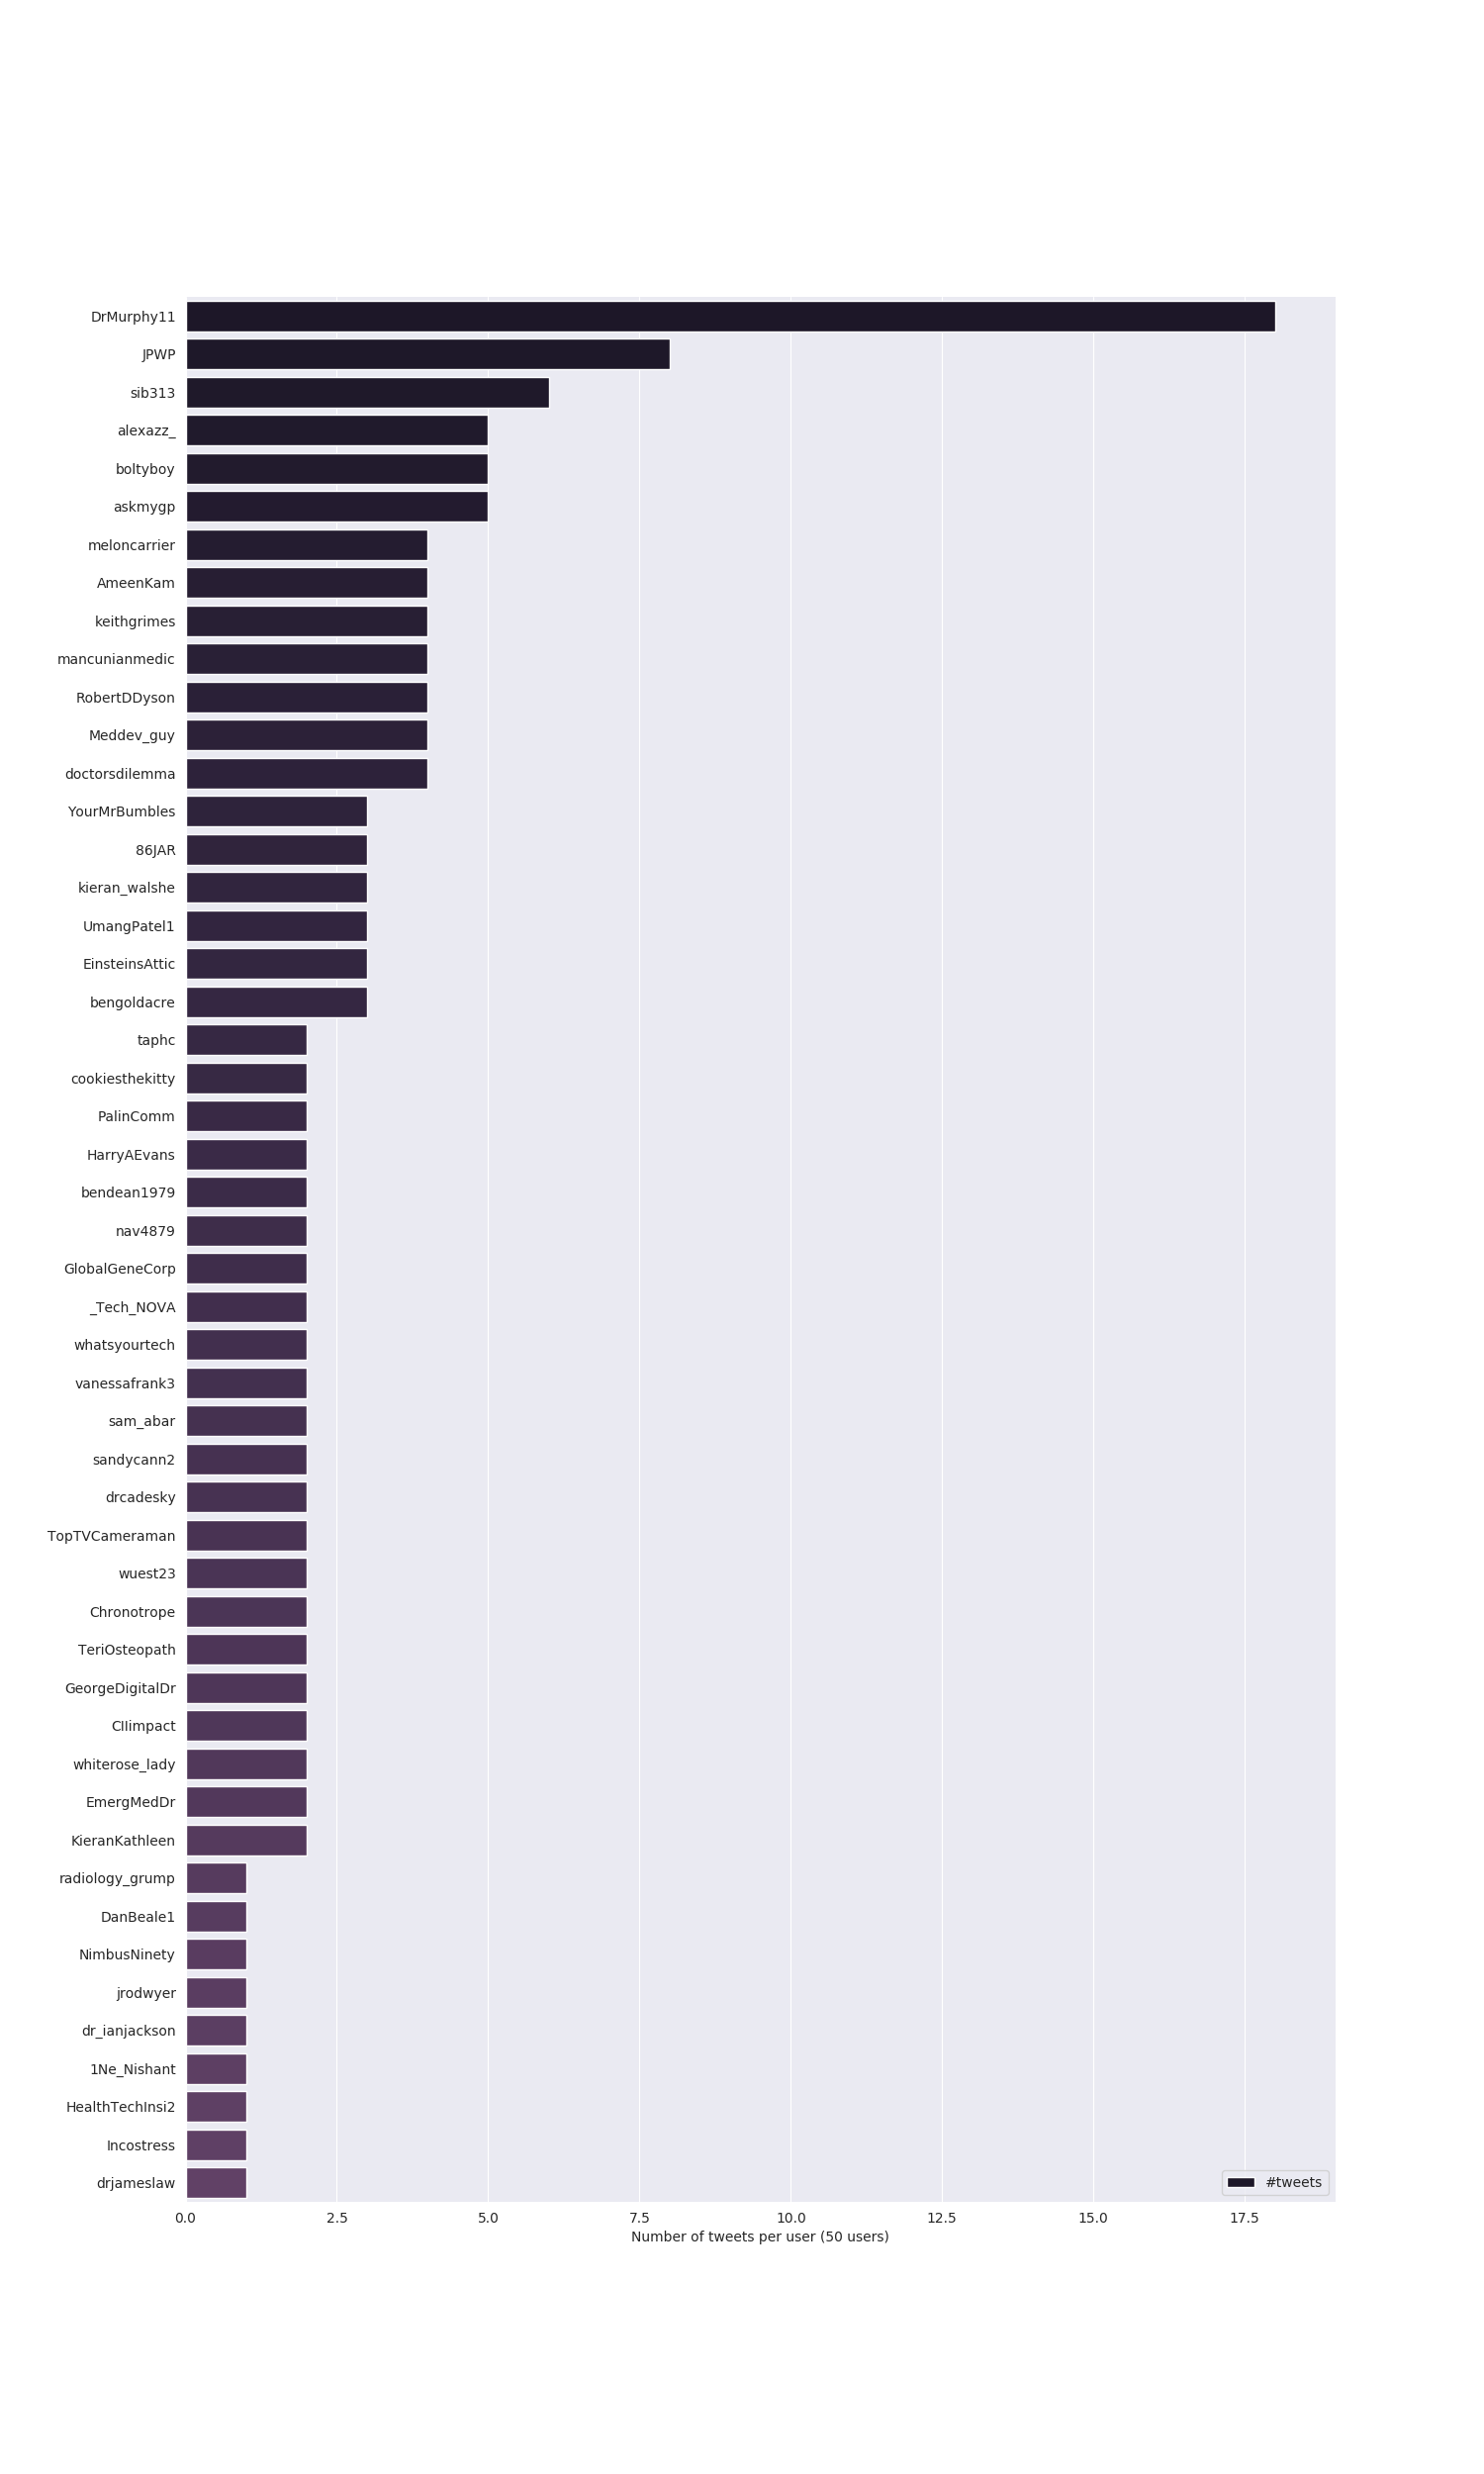 DrMurphy11
JPWP
sib313
alexazz_
boltyboy
askmygp
meloncarrier
AmeenKam
keithgrimes
mancunianmedic
RobertDDyson
Meddev_guy
doctorsdilemma
YourMrBumbles
86JAR
kieran_walshe
UmangPatel1
EinsteinsAttic
bengoldacre
taphc
cookiesthekitty
PalinComm
HarryAEvans
bendean1979
nav4879
GlobalGeneCorp
_Tech_NOVA
whatsyourtech
vanessafrank3
sam_abar
sandycann2
drcadesky
TopTVCameraman
wuest23
Chronotrope
TeriOsteopath
GeorgeDigitalDr
CIIimpact
whiterose_lady
EmergMedDr
KieranKathleen
radiology_grump
DanBeale1
NimbusNinety
jrodwyer
dr_ianjackson
1Ne_Nishant
HealthTechInsi2
Incostress
drjameslaw
#tweets
0.0 2.5 5.0 7.5 10.0 12.5 15.0 17.5
Number of tweets per user (50 users)